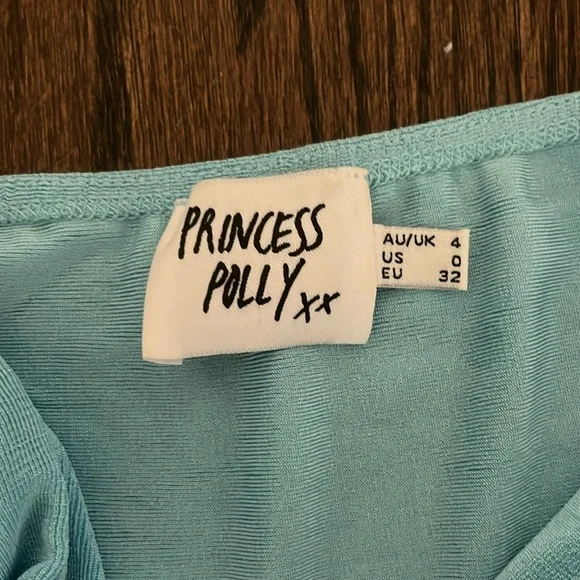 PRINCESS
POLLY xx
AU/UK 4
US 0
EU 32